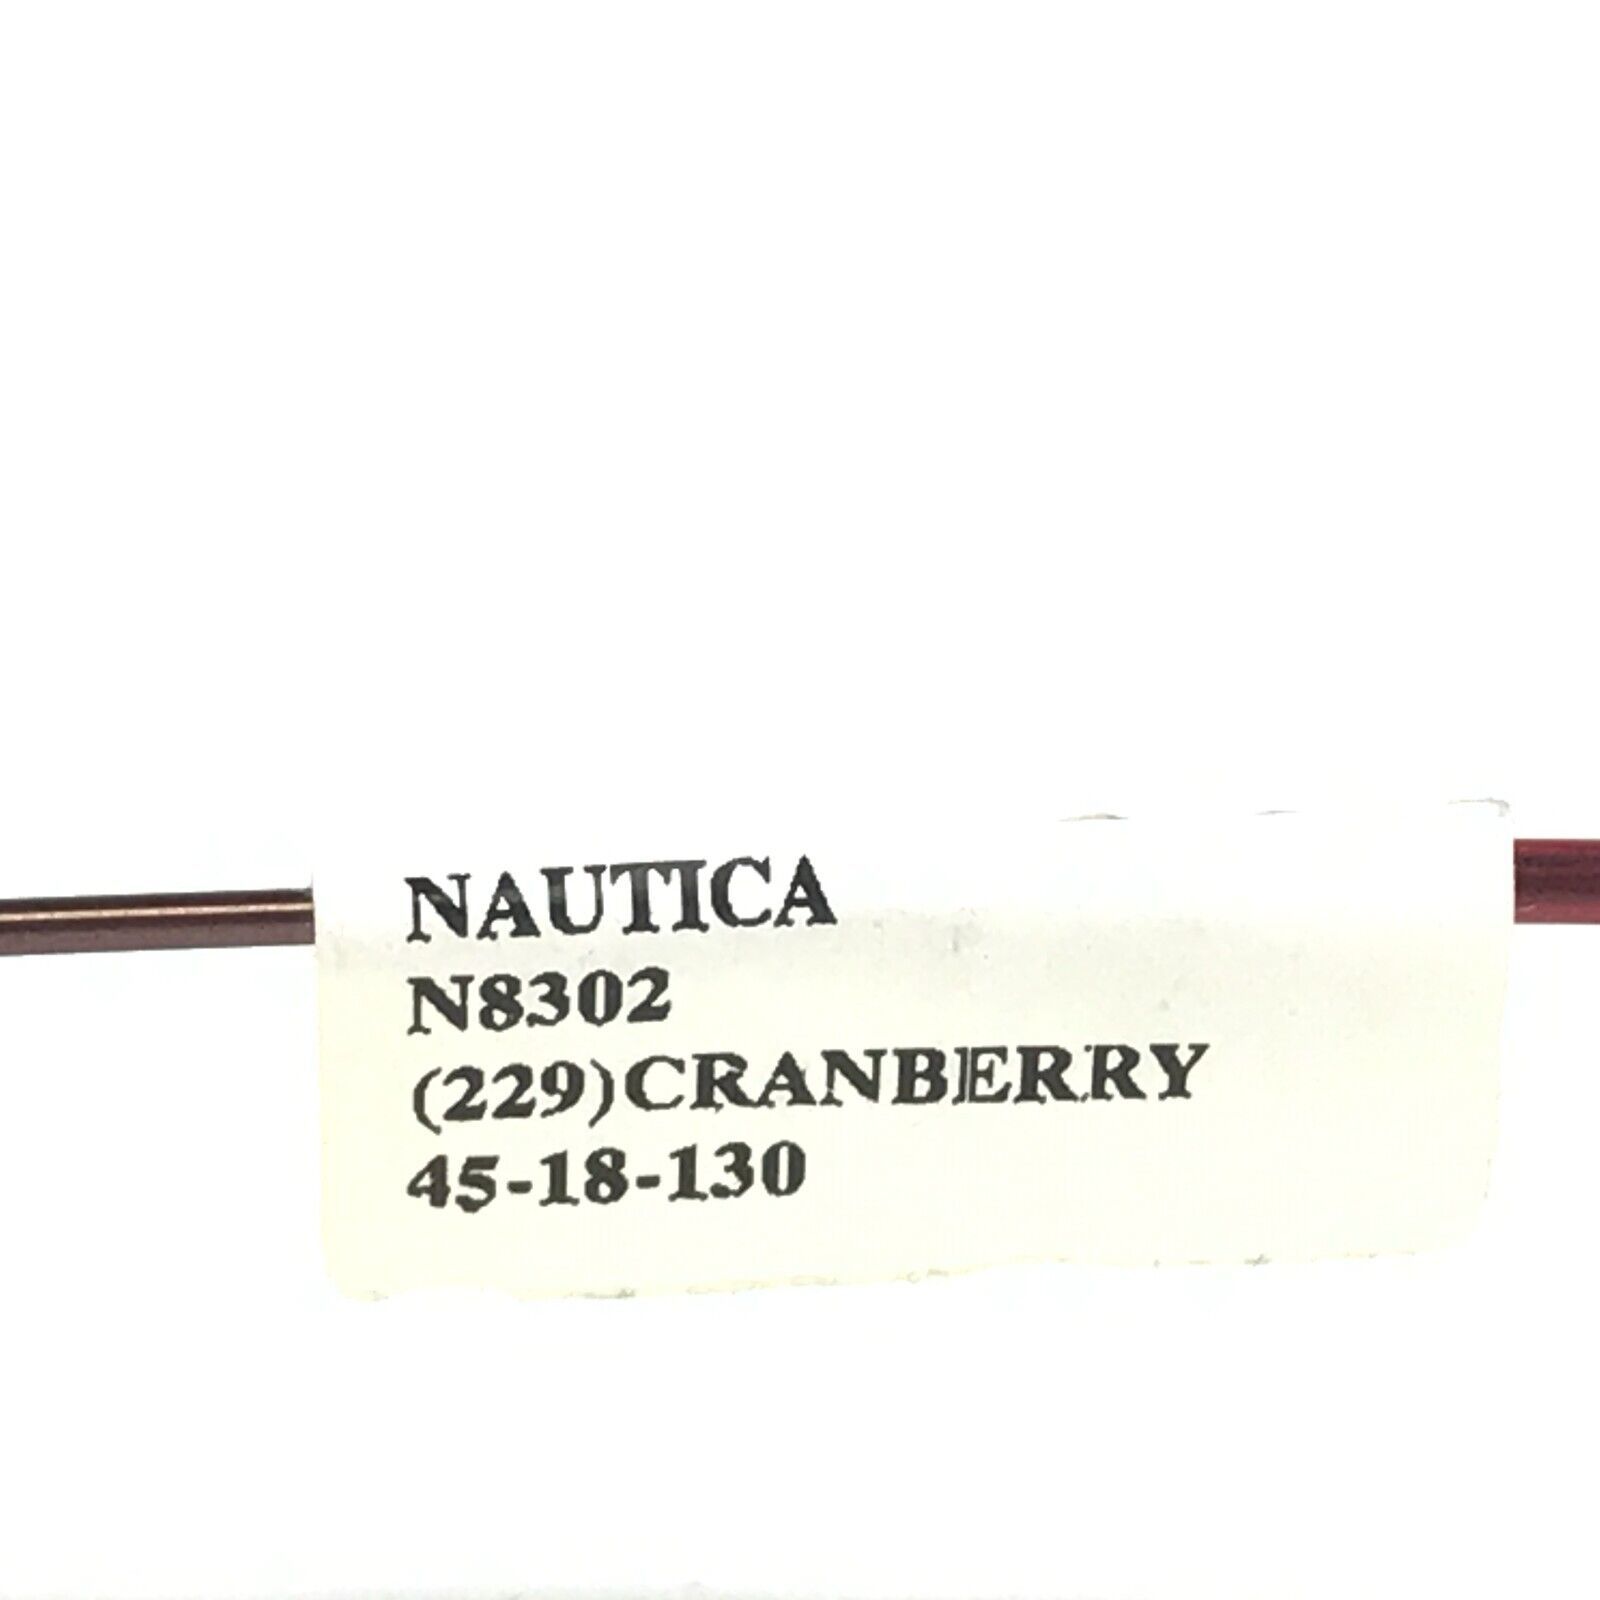 NAUTICA
N8302
(229)CRANBERRY
45-18-130